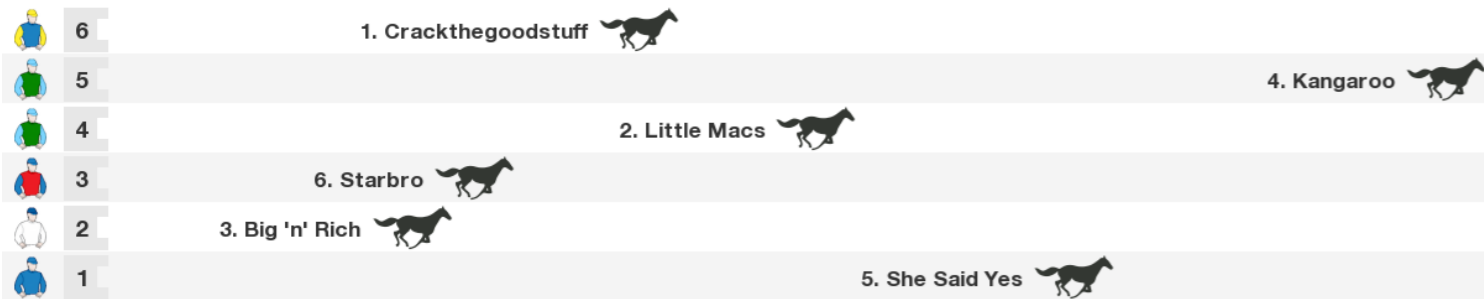 6 1. Crackthegoodstuff
5 4. Kangaroo
4 2. Little Macs
3 6. Starbro
2 3. Big 'n' Rich
1 5. She Said Yes